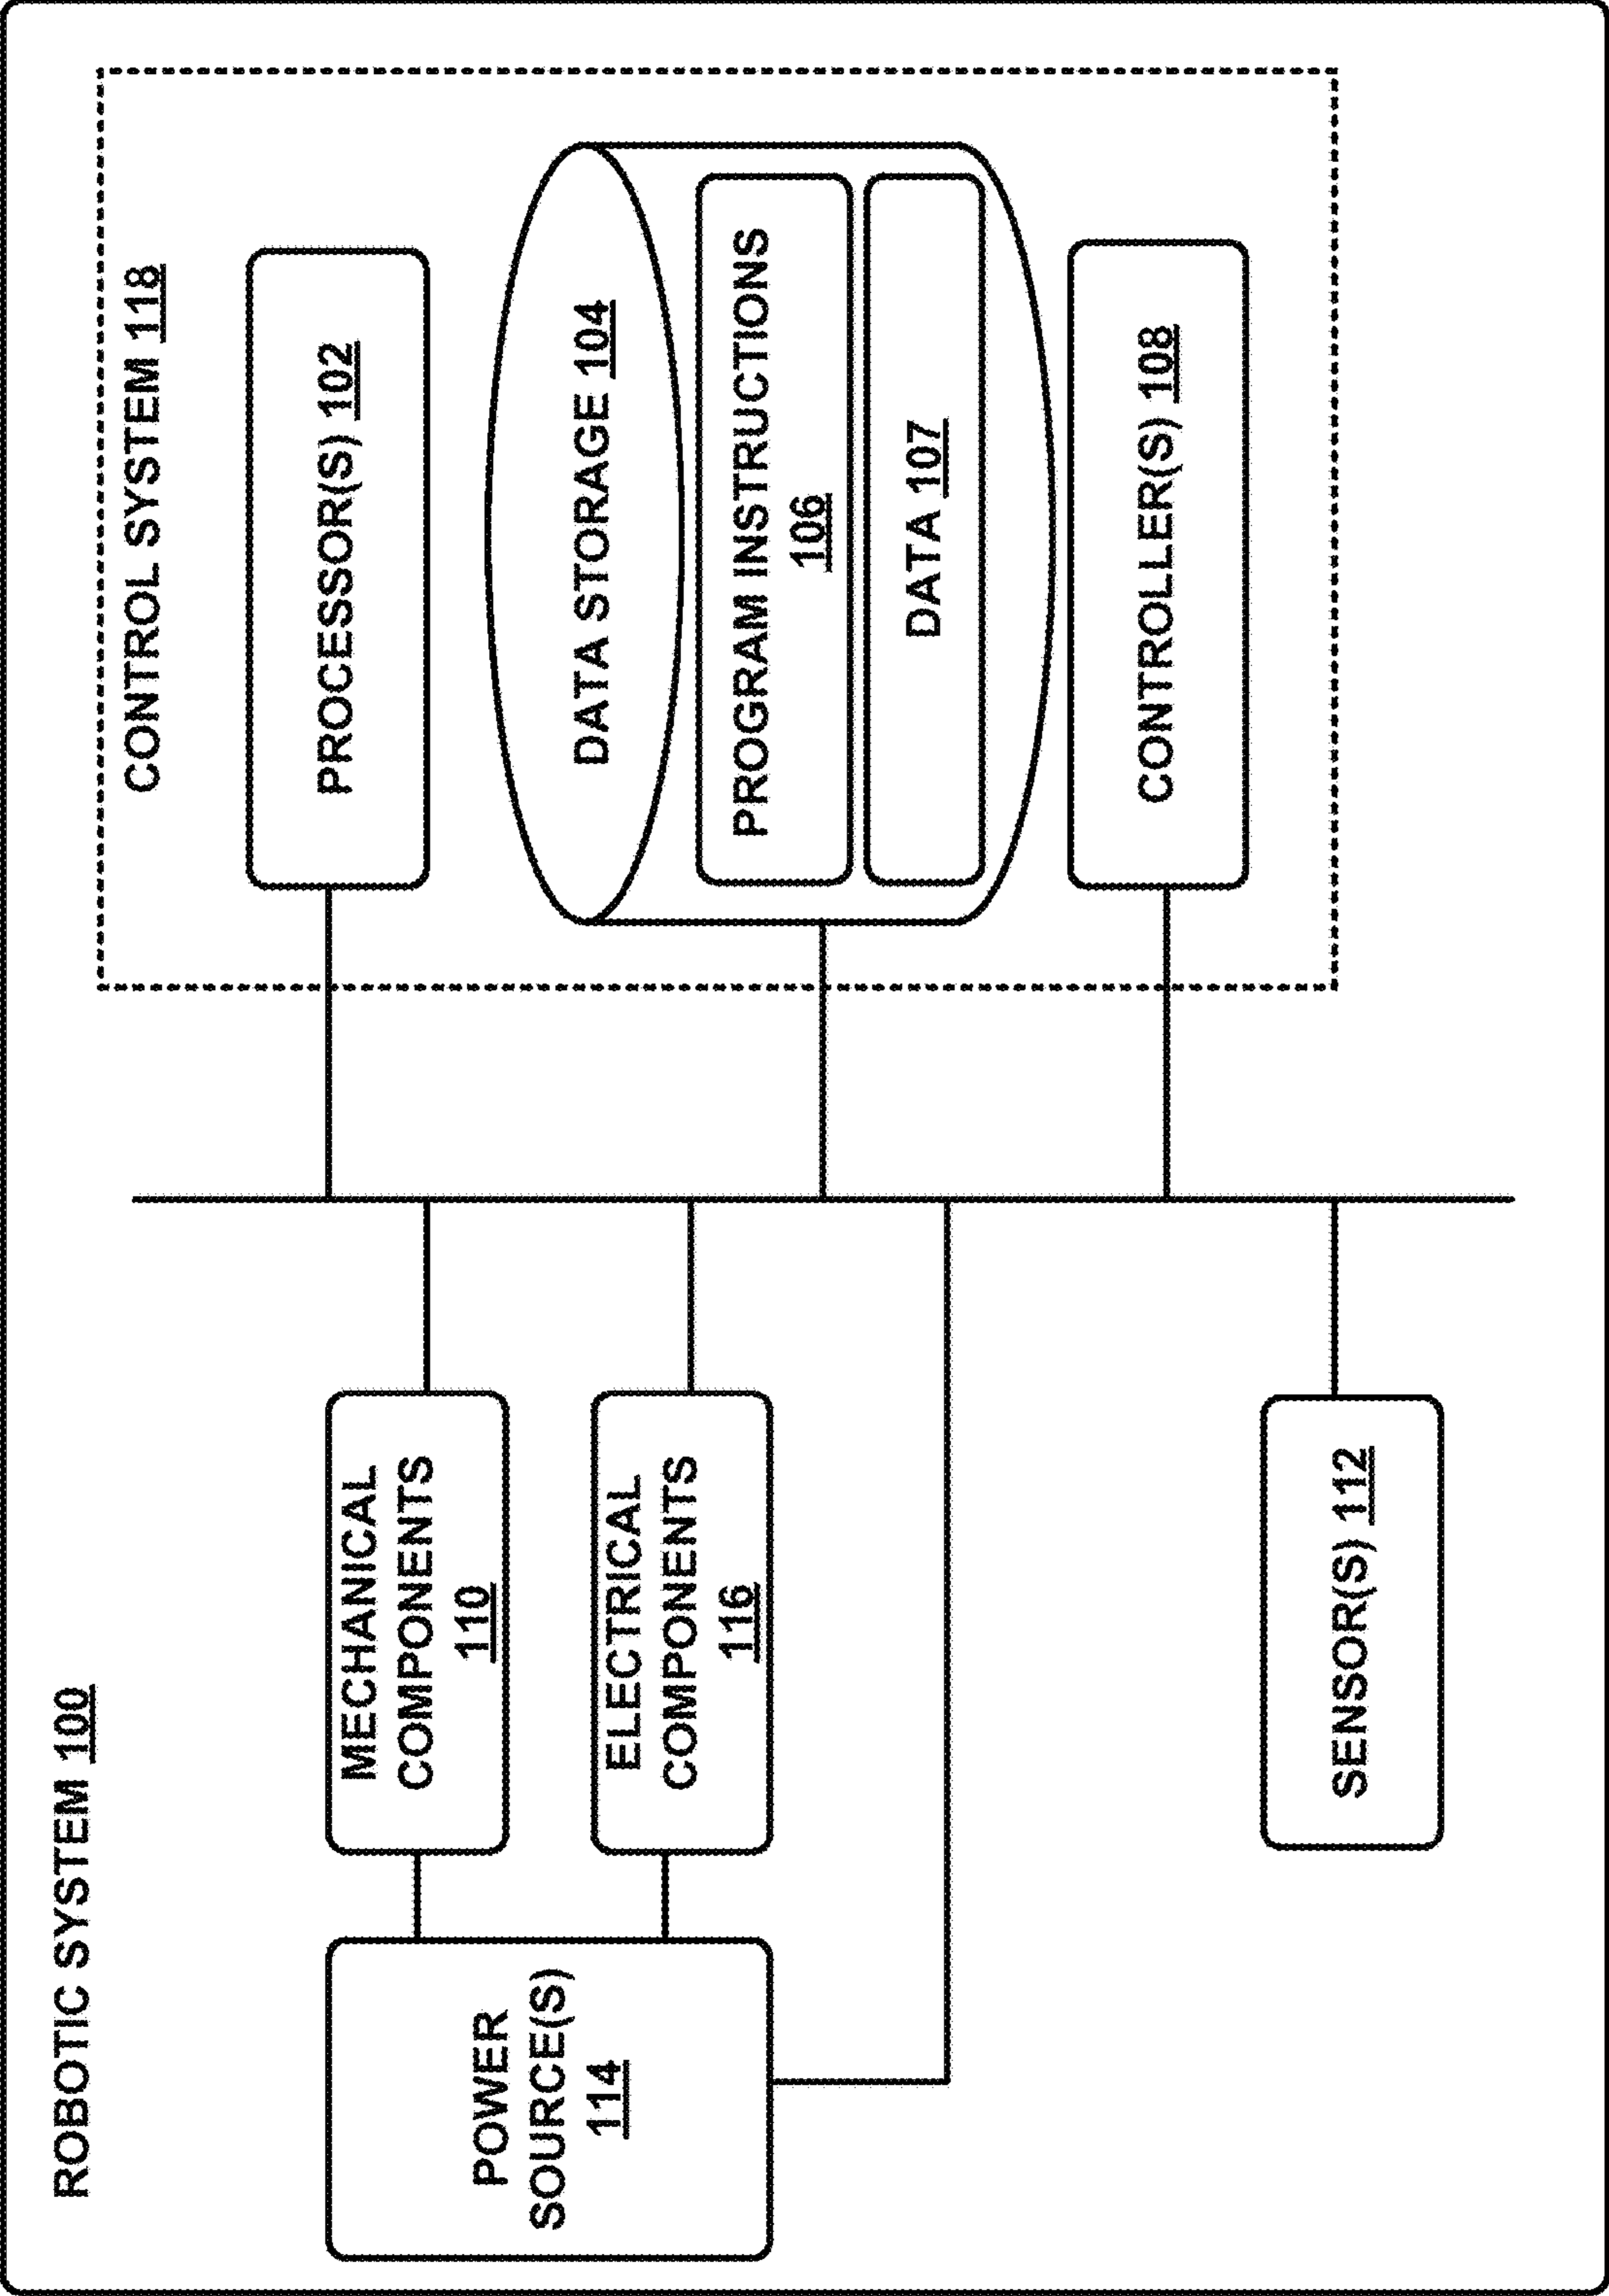 ROBOTIC SYSTEM 100
CONTROL SYSTEM 118
POWER
SOURCE(S)
114
MECHANICAL
COMPONENTS
110
ELECTRICAL
COMPONENTS
116
SENSOR(S) 112
PROCESSOR(S) 102
DATA STORAGE 104
PROGRAM INSTRUCTIONS
106
DATA 107
CONTROLLER(S) 108